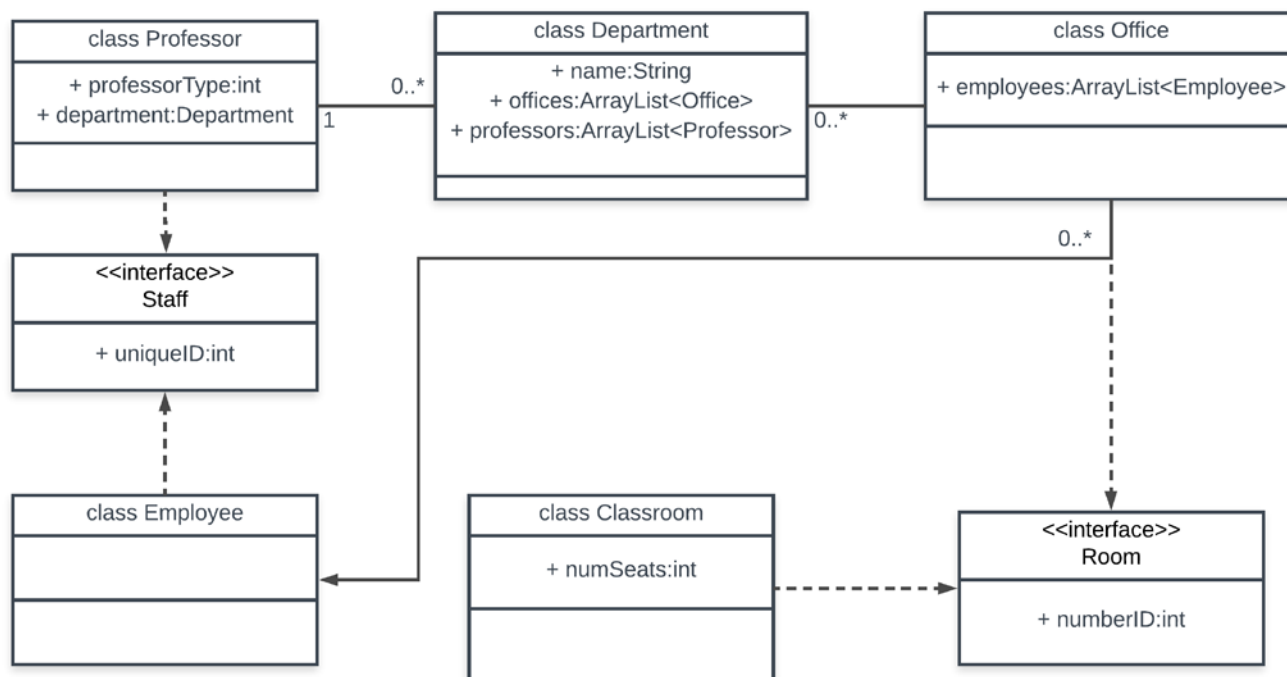 class Professor
+ professorType:int
+ department:Department
0..*
1
class Department
+ name:String
+ offices:ArrayList<Office>
+ professors:ArrayList<Professor>
0..*
class Office
+ employees:ArrayList<Employee>
0..*
<<interface>>
Staff
+ uniqueID:int
class Employee
class Classroom
+ numSeats:int
<<interface>>
Room
+ numberID:int